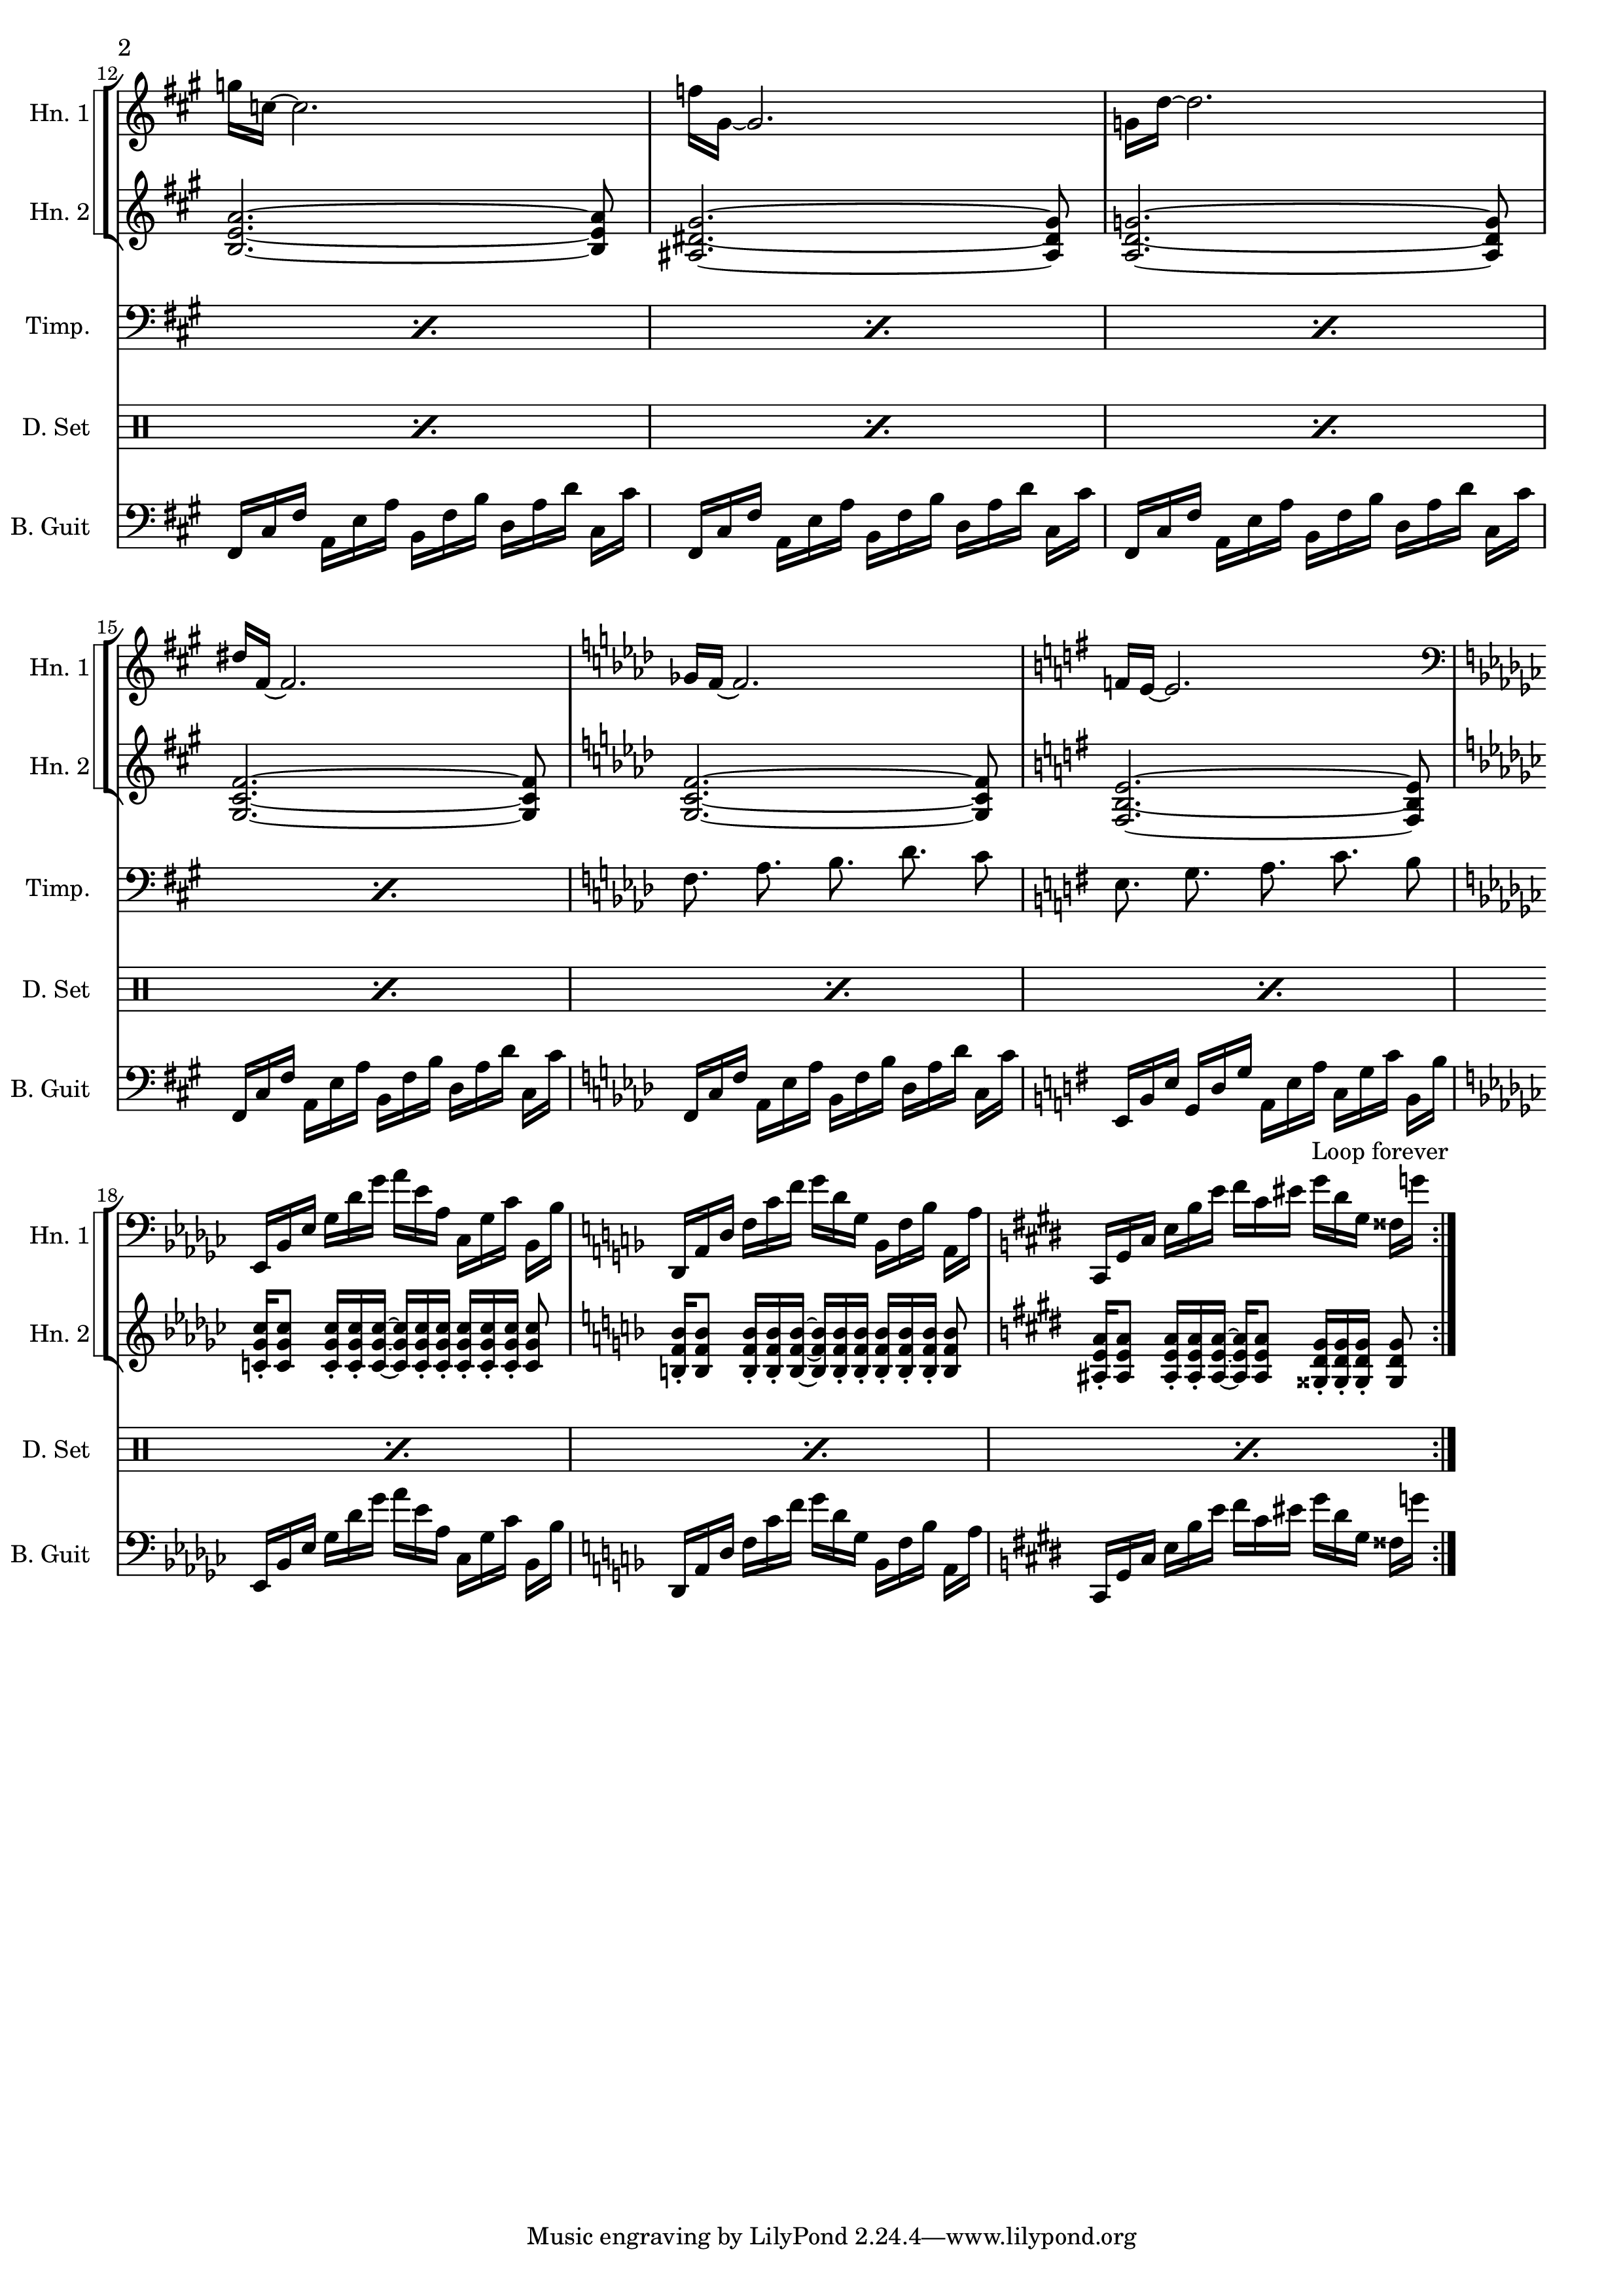 2
12
Hn. 1
Hn. 2
Timp.
D. Set
B. Guit
15
Hn. 1
Hn. 2
Timp.
D. Set
B. Guit
Loop forever
18
Hn. 1
Hn. 2
D. Set
B. Guit
Music engraving by LilyPond 2.24.4—www.lilypond.org